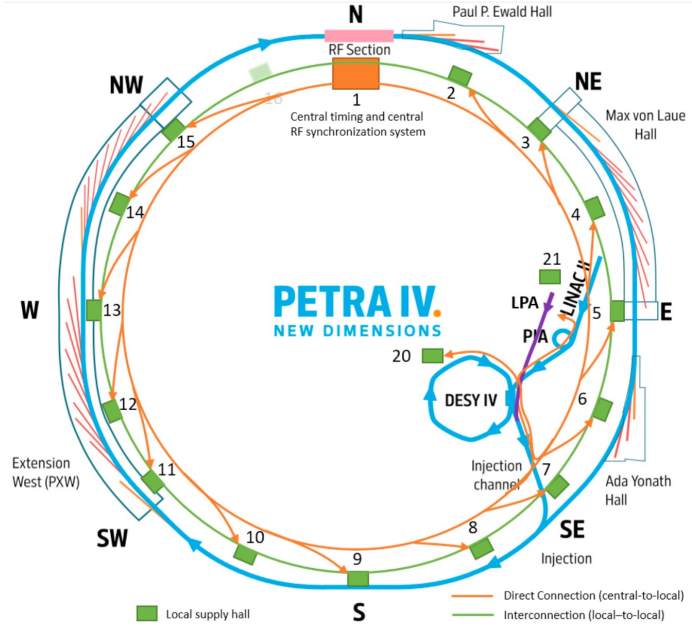 N
Paul P. Ewald Hall
RF Section
NW
NE
16
1
2
Central timing and central
RF synchronization system
Max von Laue
Hall
3
15
4
14
21
LINAC II
LPA
W
13
PETRA IV.
NEW DIMENSIONS
PIA
5
E
20
DESY IV
6
12
Extension
West (PXW)
11
Injection
channel
7
Ada Yonath
Hall
SW
10
9
8
SE
Injection
S
Local supply hall
Direct Connection (central-to-local)
Interconnection (local–to-local)